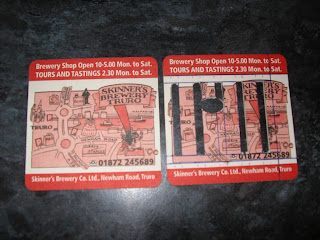 Brewery Shop Open 10-5.00 Mon. to Sat.
TOURS AND TASTINGS 2.30 Mon. to Sat.
SKINNER'S
BREWERY
TRURO
TRURO
01872 245689
Skinner's Brewery Co. Ltd., Newham Road, Truro
Brewery Shop Open 10-5.00 Mon. to Sat.
TOURS AND TASTINGS 2.30 Mon. to Sat.
01872 245689
Skinner's Brewery Co. Ltd., Newham Road, Truro